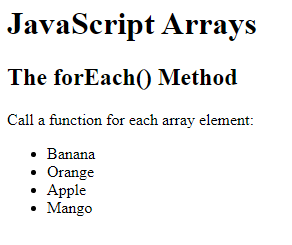 JavaScript Arrays
The forEach() Method
Call a function for each array element:
Banana
Orange
Apple
Mango